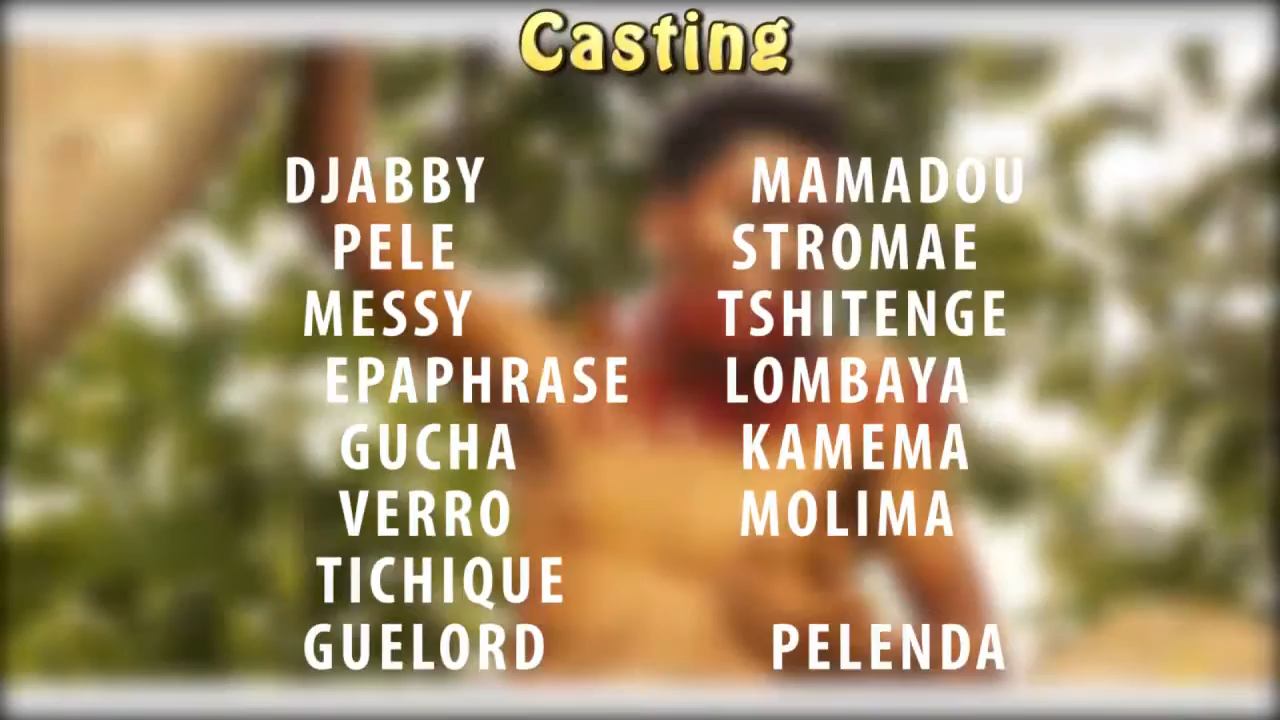 Casting
DJABBY MAMADOU
PELE STROMAE
MESSY TSHITENGE
EPAPHRASE LOMBAYA
GUCHA KAMEMA
VERRO MOLIMA
TICHIQUE
GUELORD PELENDA